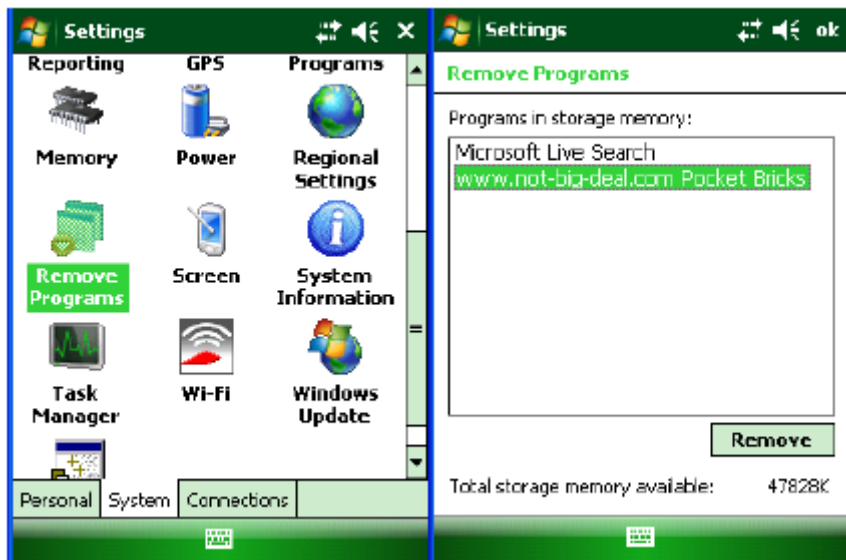 Settings
Reporting GPS Programs
Memory Power Regional Settings
Remove Programs Screen System Information
Task Manager Wi-Fi Windows Update
Personal System Connections
Settings ok
Remove Programs
Programs in storage memory:
Microsoft Live Search
www.not-big-deal.com Pocket Bricks
Remove
Total storage memory available: 47828K